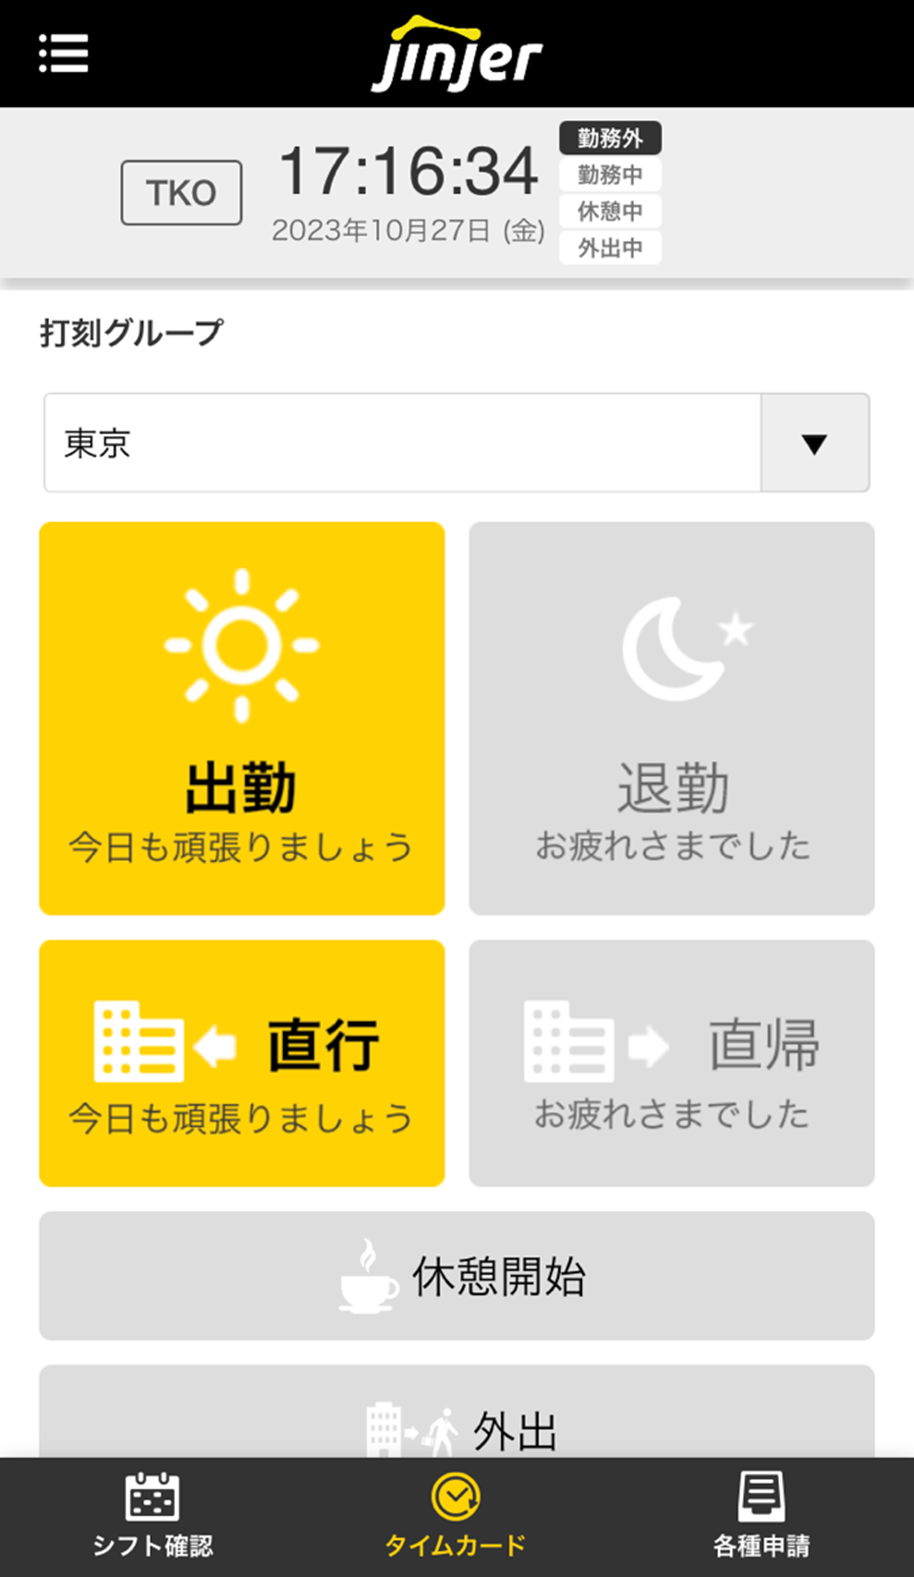 jinjer
TKO
17:16:34
2023年10月27日 (金)
勤務外
勤務中
休憩中
外出中
打刻グループ
東京
出勤
今日も頑張りましょう
退勤
お疲れさまでした
直行
今日も頑張りましょう
直帰
お疲れさまでした
休憩開始
外出
シフト確認
タイムカード
各種申請